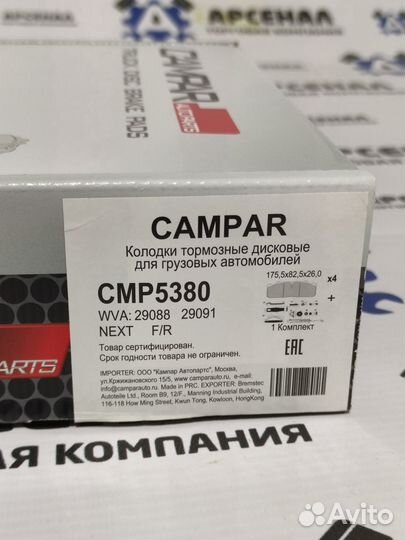 АРСЕНАЛ
АРСЕНАЛ
CAMPAR
AUTOPARTS
TRUCK DISC BRAKE PADS
CAMPAR
Колодки тормозные дисковые
для грузовых автомобилей
175,5x82,5x26,0
x4
+
CMP5380
WVA: 29088 29091
NEXT F/R
1 Комплект
Товар сертифицирован.
Срок годности товара не ограничен.
EAC
IMPORTER: ООО "Кампар Автопартс", Москва,
ул.Кржижановского 15/5, www.camparauto.ru, e-mail:
info@camparauto.ru. Made in PRC. EXPORTER: Bremstec
Autoteile Ltd., Room B9, 12/F., Manning Industrial Building,
116-118 How Ming Street, Kwun Tong, Kowloon, HongKong
PARTS
АЯ КОМПАНИЯ
Avito